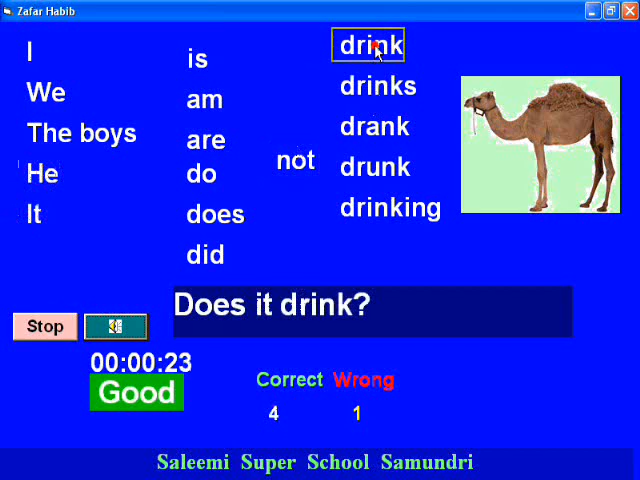 Zafar Habib
I
We
The boys
He
It
is
am
are
do
does
did
not
drink
drinks
drank
drunk
drinking
Does it drink?
Stop
00:00:23
Good
Correct Wrong
4 1
Saleemi Super School Samundri